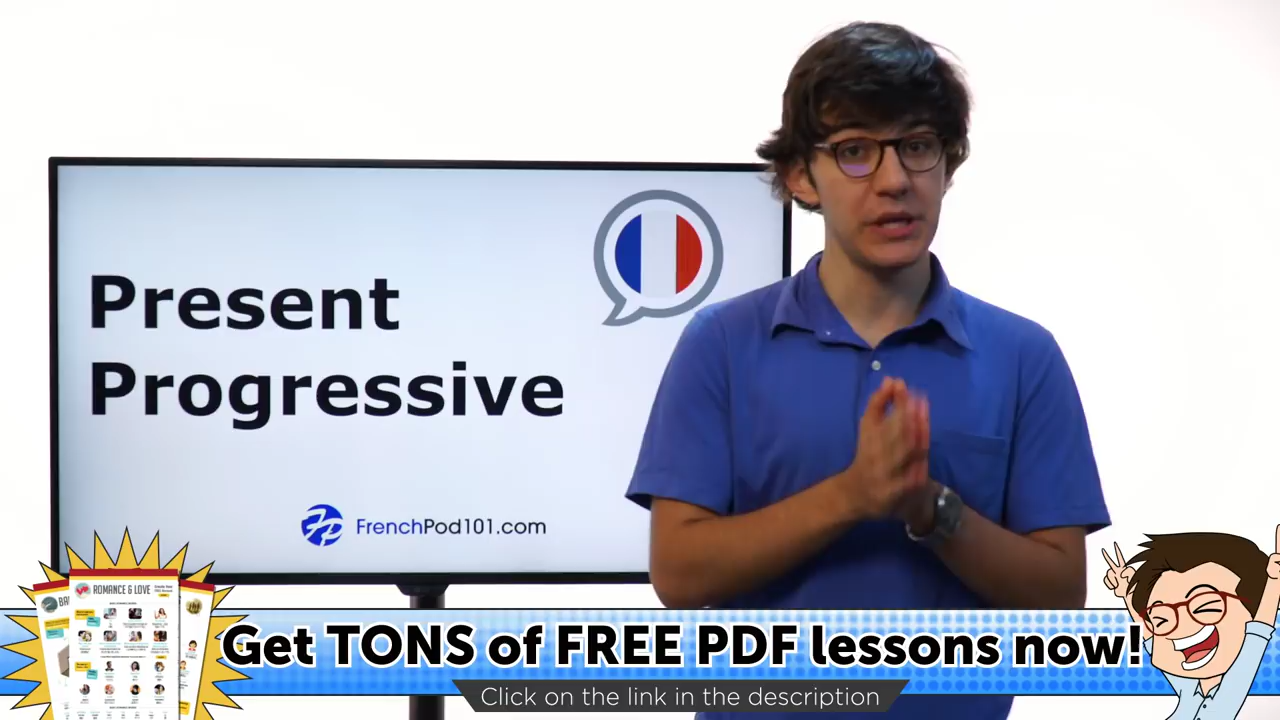 Present
Progressive
FrenchPod101.com
ROMANCE & LOVE
Get TONS of FREE PDF lessons now!
Click on the link in the description